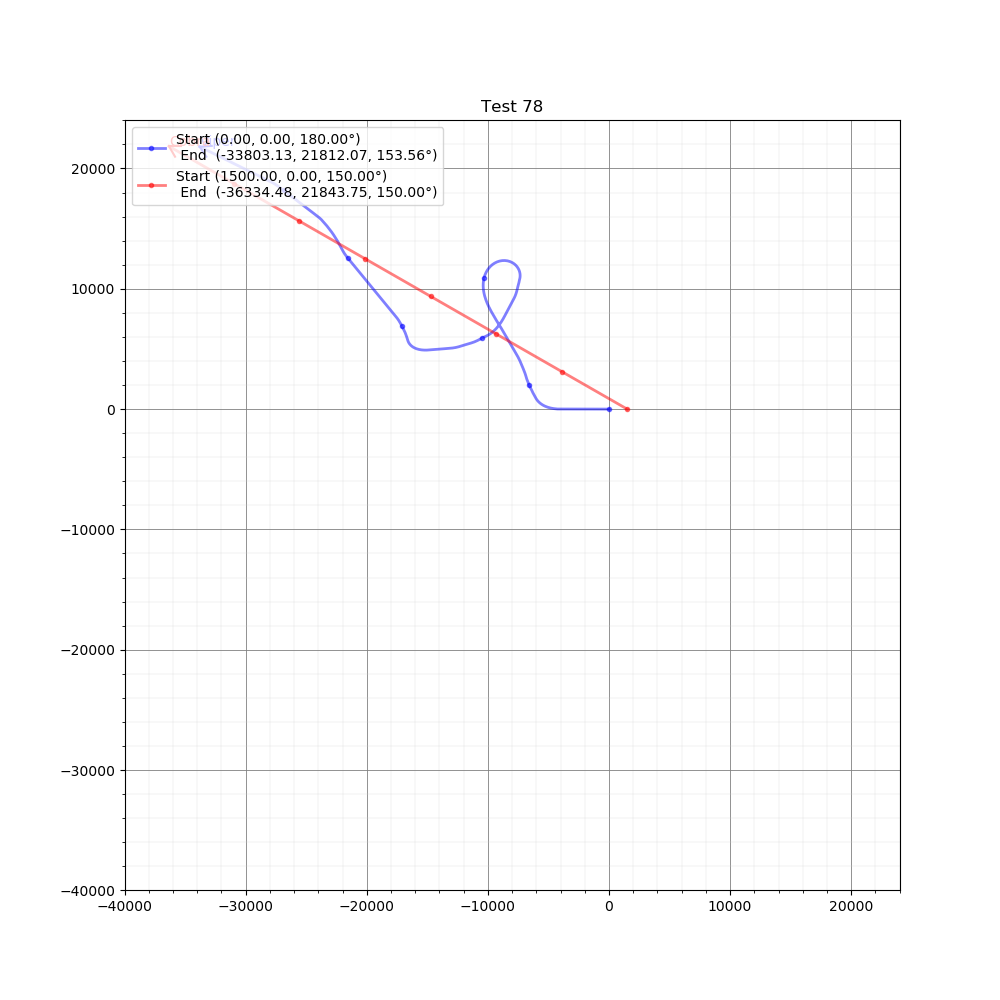 Test 78
Start (0.00, 0.00, 180.00°)
End (-33803.13, 21812.07, 153.56°)
Start (1500.00, 0.00, 150.00°)
End (-36334.48, 21843.75, 150.00°)
20000
10000
0
−10000
−20000
−30000
−40000
−40000 −30000 −20000 −10000 0 10000 20000